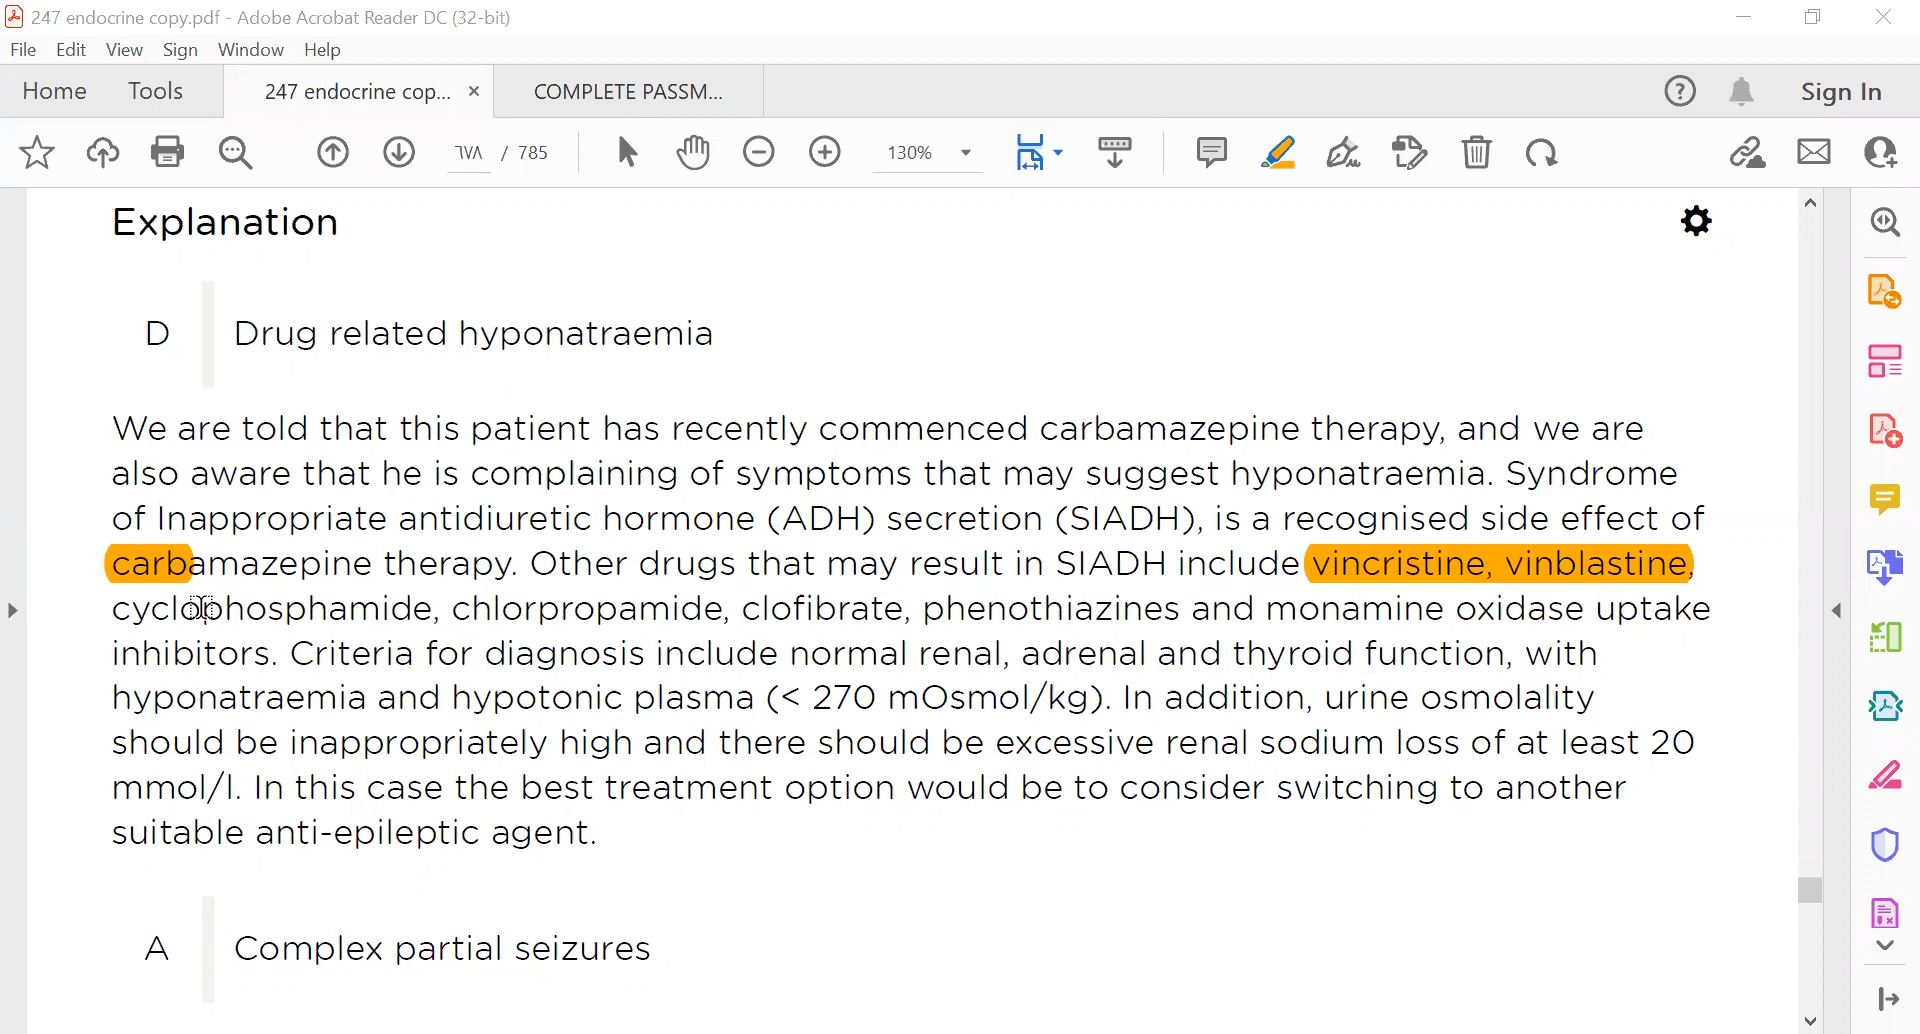 247 endocrine copy.pdf - Adobe Acrobat Reader DC (32-bit)
File Edit View Sign Window Help
Home Tools 247 endocrine cop... × COMPLETE PASSM... Sign In
٦٧٨ / 785 130%
Explanation
D Drug related hyponatraemia
We are told that this patient has recently commenced carbamazepine therapy, and we are
also aware that he is complaining of symptoms that may suggest hyponatraemia. Syndrome
of Inappropriate antidiuretic hormone (ADH) secretion (SIADH), is a recognised side effect of
carbamazepine therapy. Other drugs that may result in SIADH include vincristine, vinblastine,
cyclophosphamide, chlorpropamide, clofibrate, phenothiazines and monamine oxidase uptake
inhibitors. Criteria for diagnosis include normal renal, adrenal and thyroid function, with
hyponatraemia and hypotonic plasma (< 270 mOsmol/kg). In addition, urine osmolality
should be inappropriately high and there should be excessive renal sodium loss of at least 20
mmol/l. In this case the best treatment option would be to consider switching to another
suitable anti-epileptic agent.
A Complex partial seizures